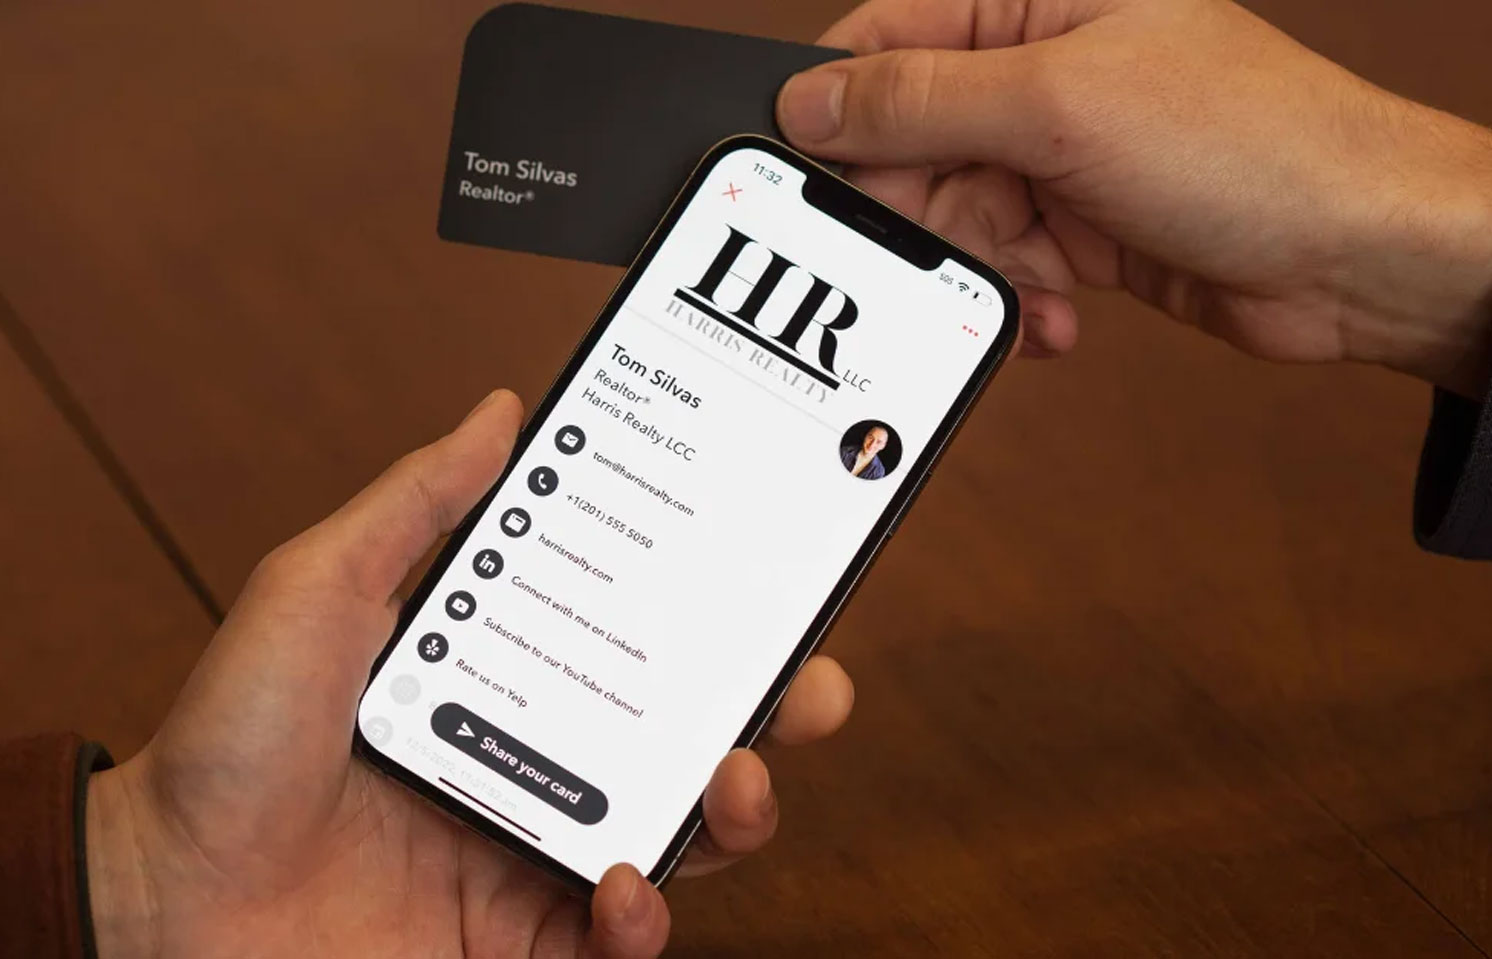 Tom Silvas
Realtor®
11:32
SOS
HR
LLC
HARRIS REALTY
Tom Silvas
Realtor®
Harris Realty LCC
tom@harrisrealty.com
+1(201) 555 5050
harrisrealty.com
in
Connect with me on LinkedIn
Subscribe to our YouTube channel
Rate us on Yelp
Share your card